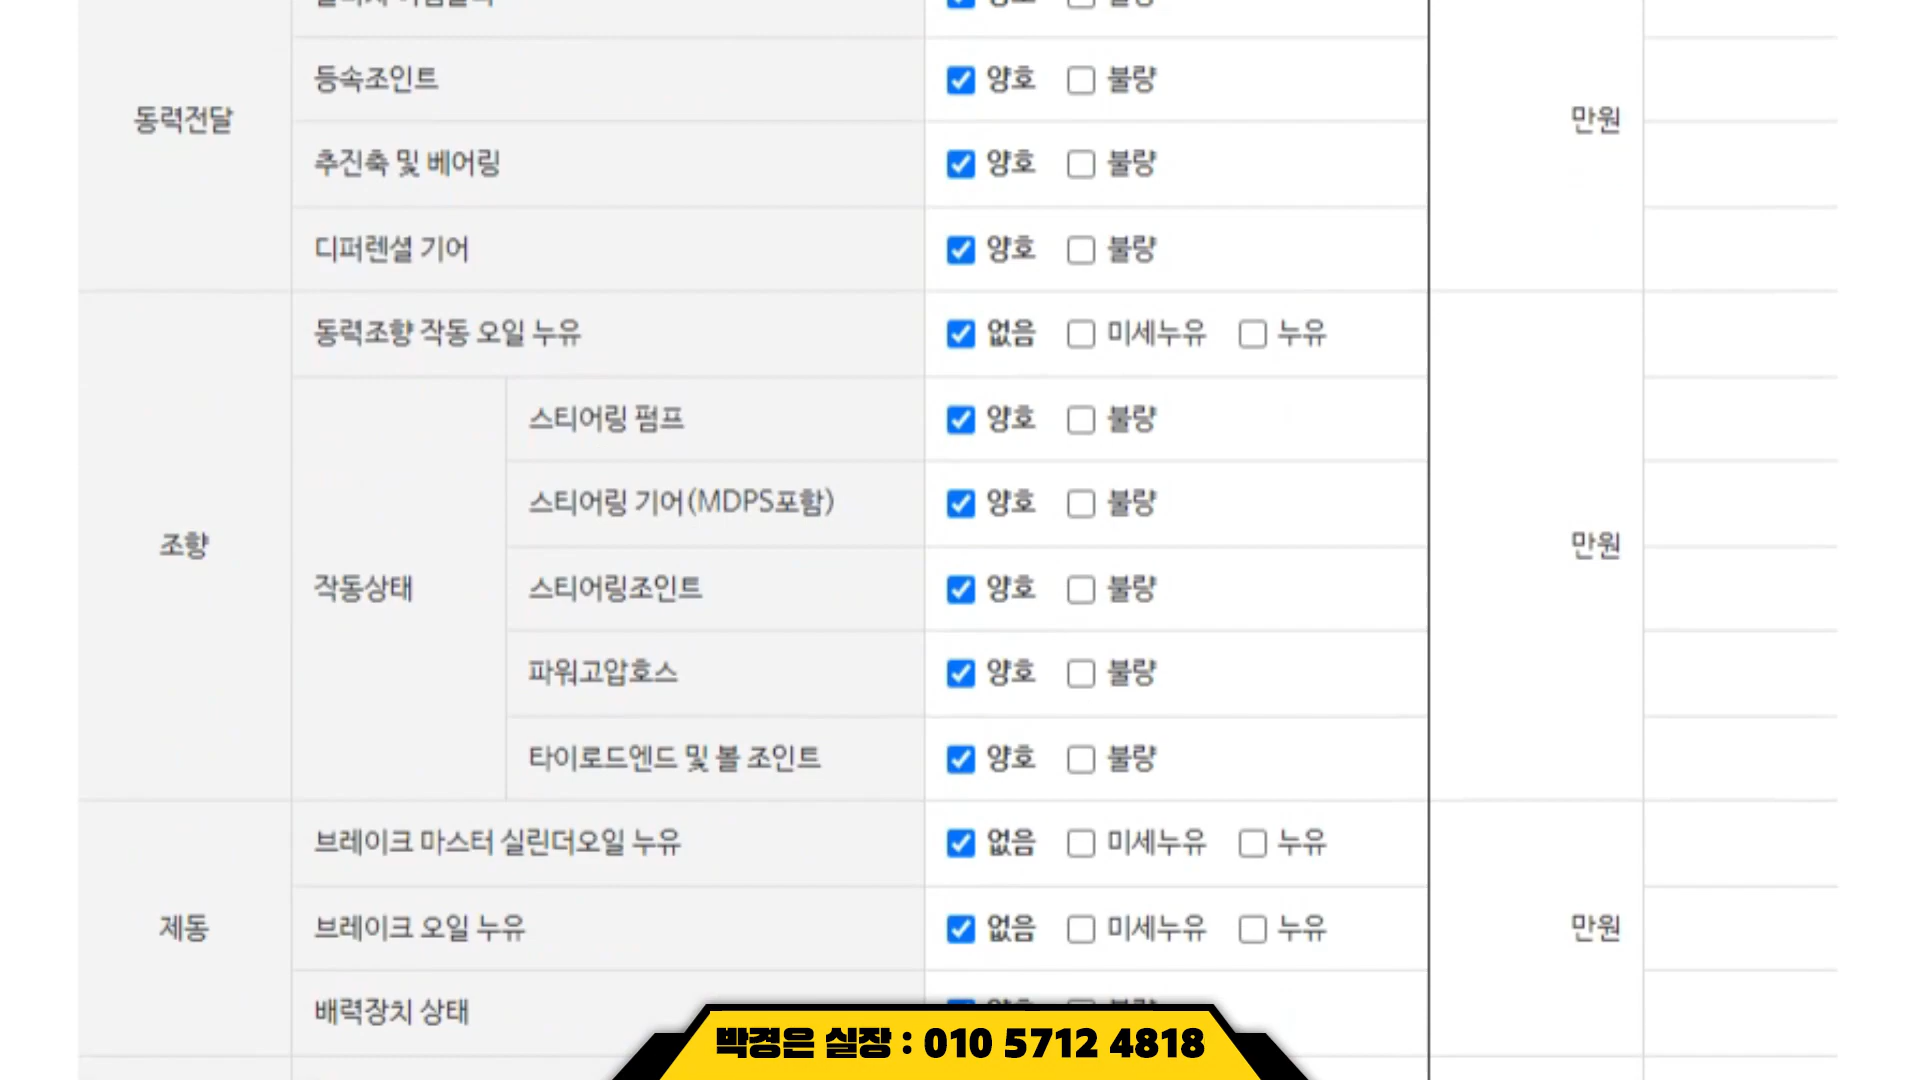 동력전달
등속조인트 양호 불량
만원
추진축 및 베어링 양호 불량
디퍼렌셜 기어 양호 불량
동력조향 작동 오일 누유 없음 미세누유 누유
스티어링 펌프 양호 불량
스티어링 기어(MDPS포함) 양호 불량
조향
만원
작동상태
스티어링조인트 양호 불량
파워고압호스 양호 불량
타이로드엔드 및 볼 조인트 양호 불량
브레이크 마스터 실린더오일 누유 없음 미세누유 누유
제동
브레이크 오일 누유 없음 미세누유 누유
만원
배력장치 상태
박경은 실장 : 010 5712 4818